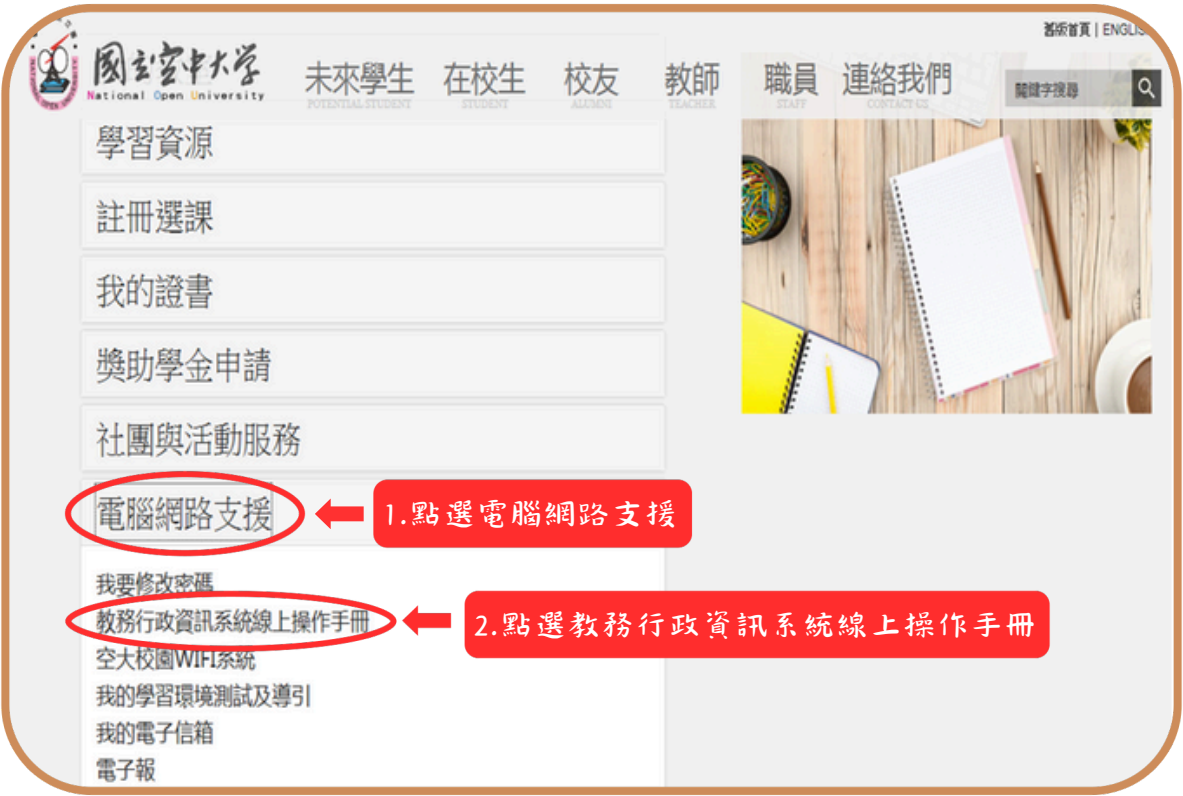 舊版首頁 | ENGLIS
國立空中大学
National Open University
NATIONAL OPEN UNIVERSITY
未來學生 在校生 校友 教師 職員 連絡我們
POTENTIAL STUDENT STUDENT ALUMNI TEACHER STAFF CONTACT US
關鍵字搜尋
學習資源
註冊選課
我的證書
獎助學金申請
社團與活動服務
電腦網路支援
1.點選電腦網路支援
我要修改密碼
教務行政資訊系統線上操作手冊
2.點選教務行政資訊系統線上操作手冊
空大校園WIFI系統
我的學習環境測試及導引
我的電子信箱
電子報